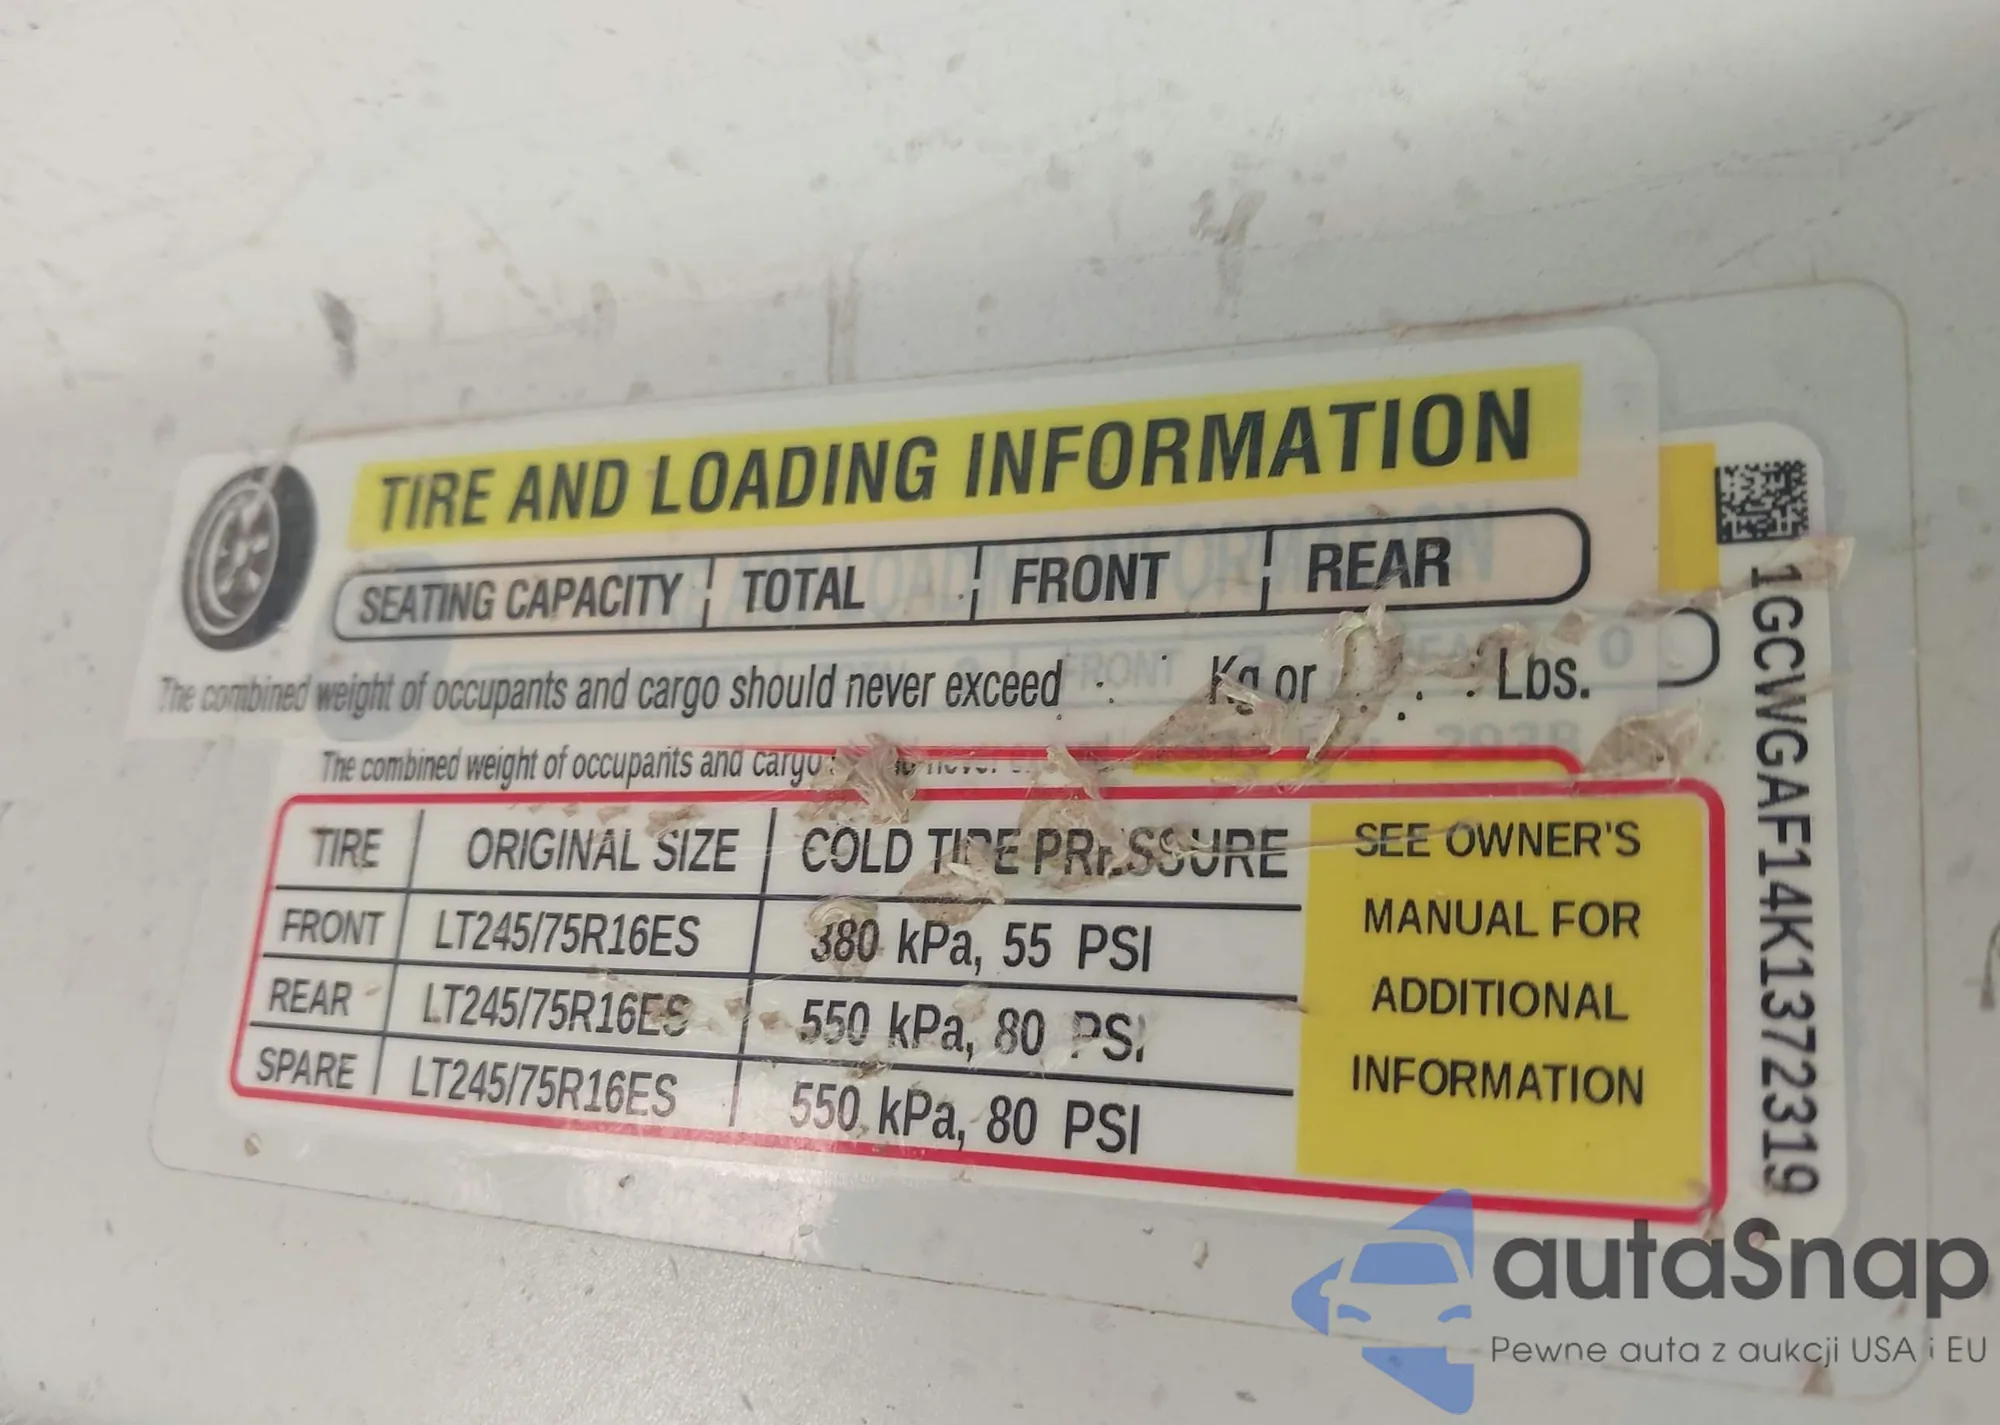 TIRE AND LOADING INFORMATION
SEATING CAPACITY TOTAL FRONT REAR
The combined weight of occupants and cargo should never exceed Kg or Lbs.
FRONT 0
The combined weight of occupants and cargo
TIRE ORIGINAL SIZE COLD TIRE PRESSURE
FRONT LT245/75R16ES 380 kPa, 55 PSI
REAR LT245/75R16ES 550 kPa, 80 PSI
SPARE LT245/75R16ES 550 kPa, 80 PSI
SEE OWNER'S
MANUAL FOR
ADDITIONAL
INFORMATION
1GCWGAF14K1372319
autaSnap
Pewne auta z aukcji USA i EU